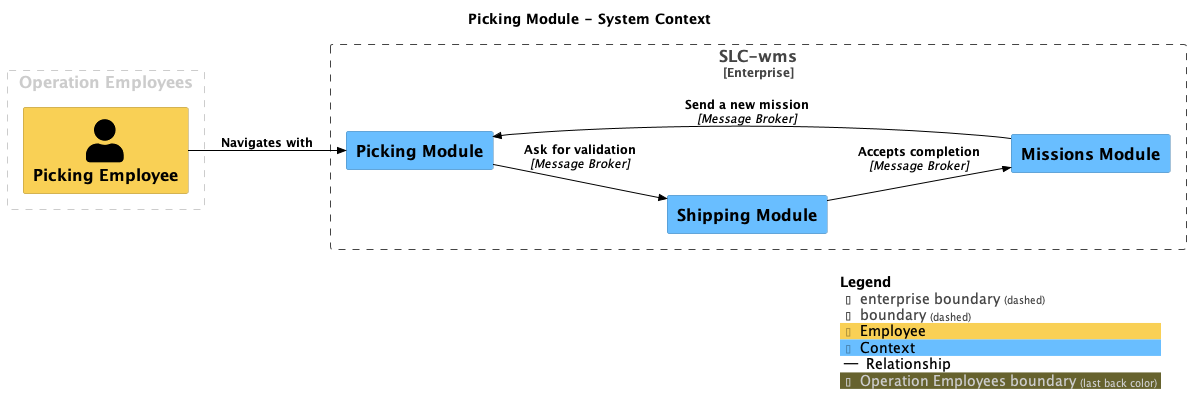 Picking Module - System Context
SLC-wms
[Enterprise]
Operation Employees
Picking Employee
Navigates with
Picking Module
Send a new mission
[Message Broker]
Ask for validation
[Message Broker]
Accepts completion
[Message Broker]
Missions Module
Shipping Module
Legend
enterprise boundary (dashed)
boundary (dashed)
Employee
Context
Relationship
Operation Employees boundary (last back color)